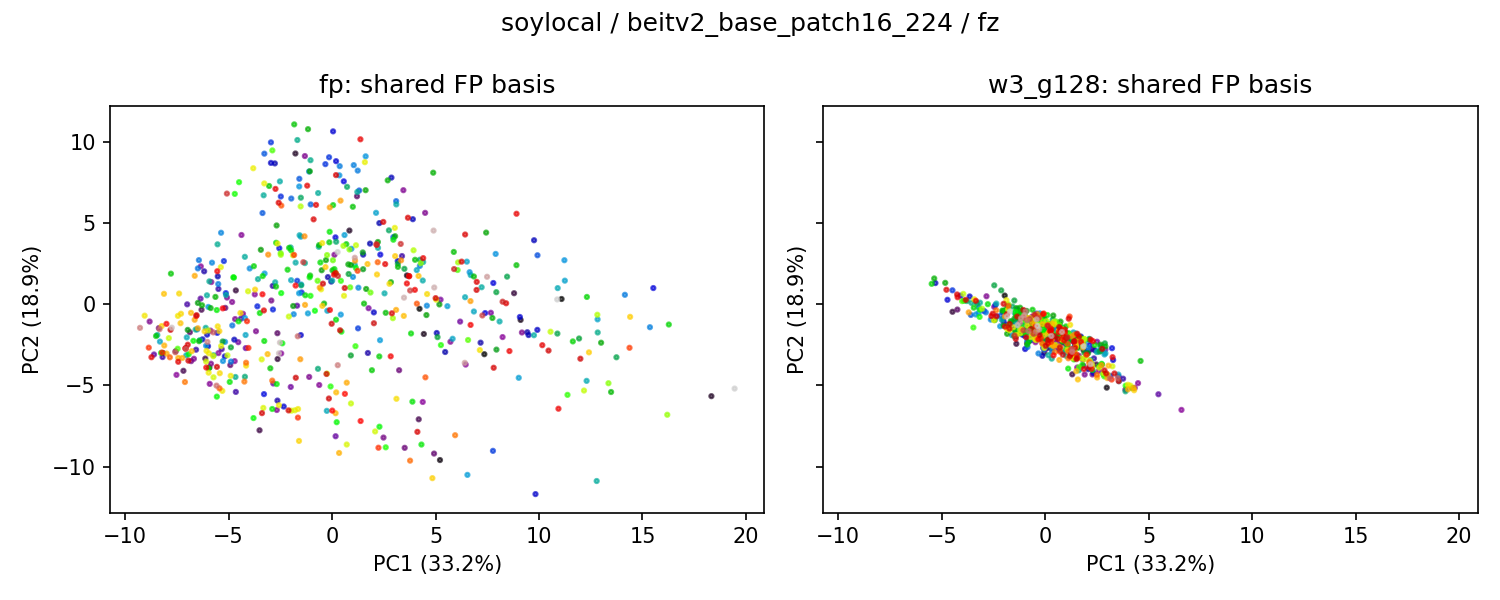 soylocal / beitv2_base_patch16_224 / fz
fp: shared FP basis
w3_g128: shared FP basis
10
5
0
−5
−10
PC2 (18.9%)
PC2 (18.9%)
−10 −5 0 5 10 15 20
−10 −5 0 5 10 15 20
PC1 (33.2%)
PC1 (33.2%)